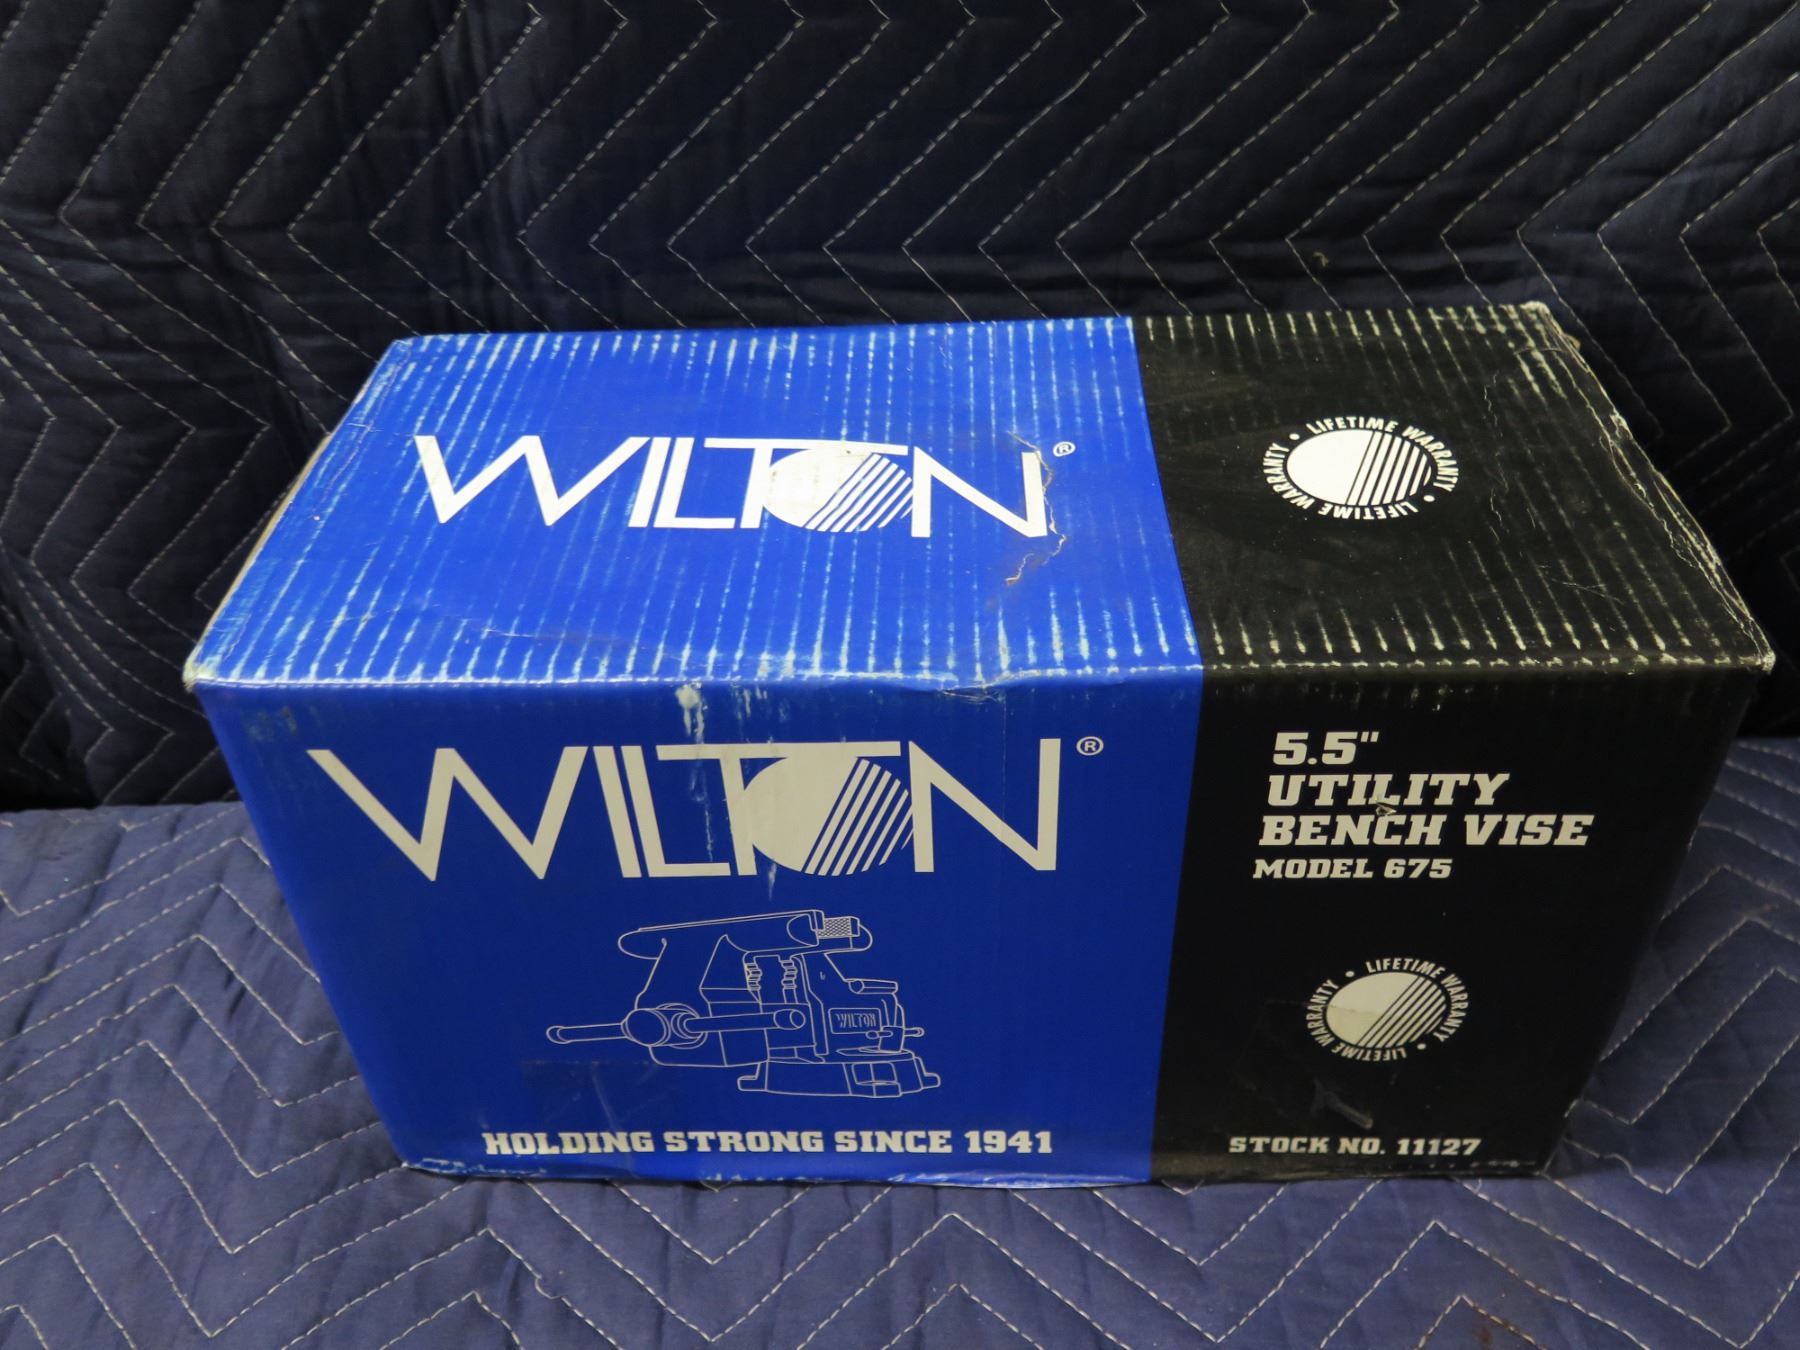 WILTON®
LIFETIME WARRANTY • LIFETIME WARRANTY •
WILTON®
5.5"
UTILITY
BENCH VISE
MODEL 675
WILTON
LIFETIME WARRANTY • LIFETIME WARRANTY •
HOLDING STRONG SINCE 1941
STOCK NO. 11127